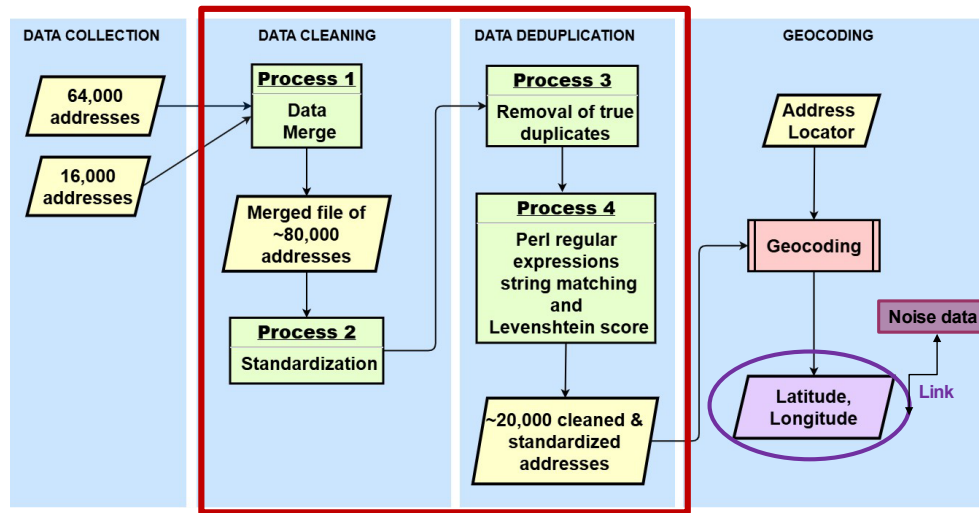 DATA COLLECTION
64,000
addresses
16,000
addresses
DATA CLEANING
Process 1
Data
Merge
Merged file of
~80,000
addresses
Process 2
Standardization
DATA DEDUPLICATION
Process 3
Removal of true
duplicates
Process 4
Perl regular
expressions
string matching
and
Levenshtein score
~20,000 cleaned &
standardized
addresses
GEOCODING
Address
Locator
Geocoding
Noise data
Link
Latitude,
Longitude